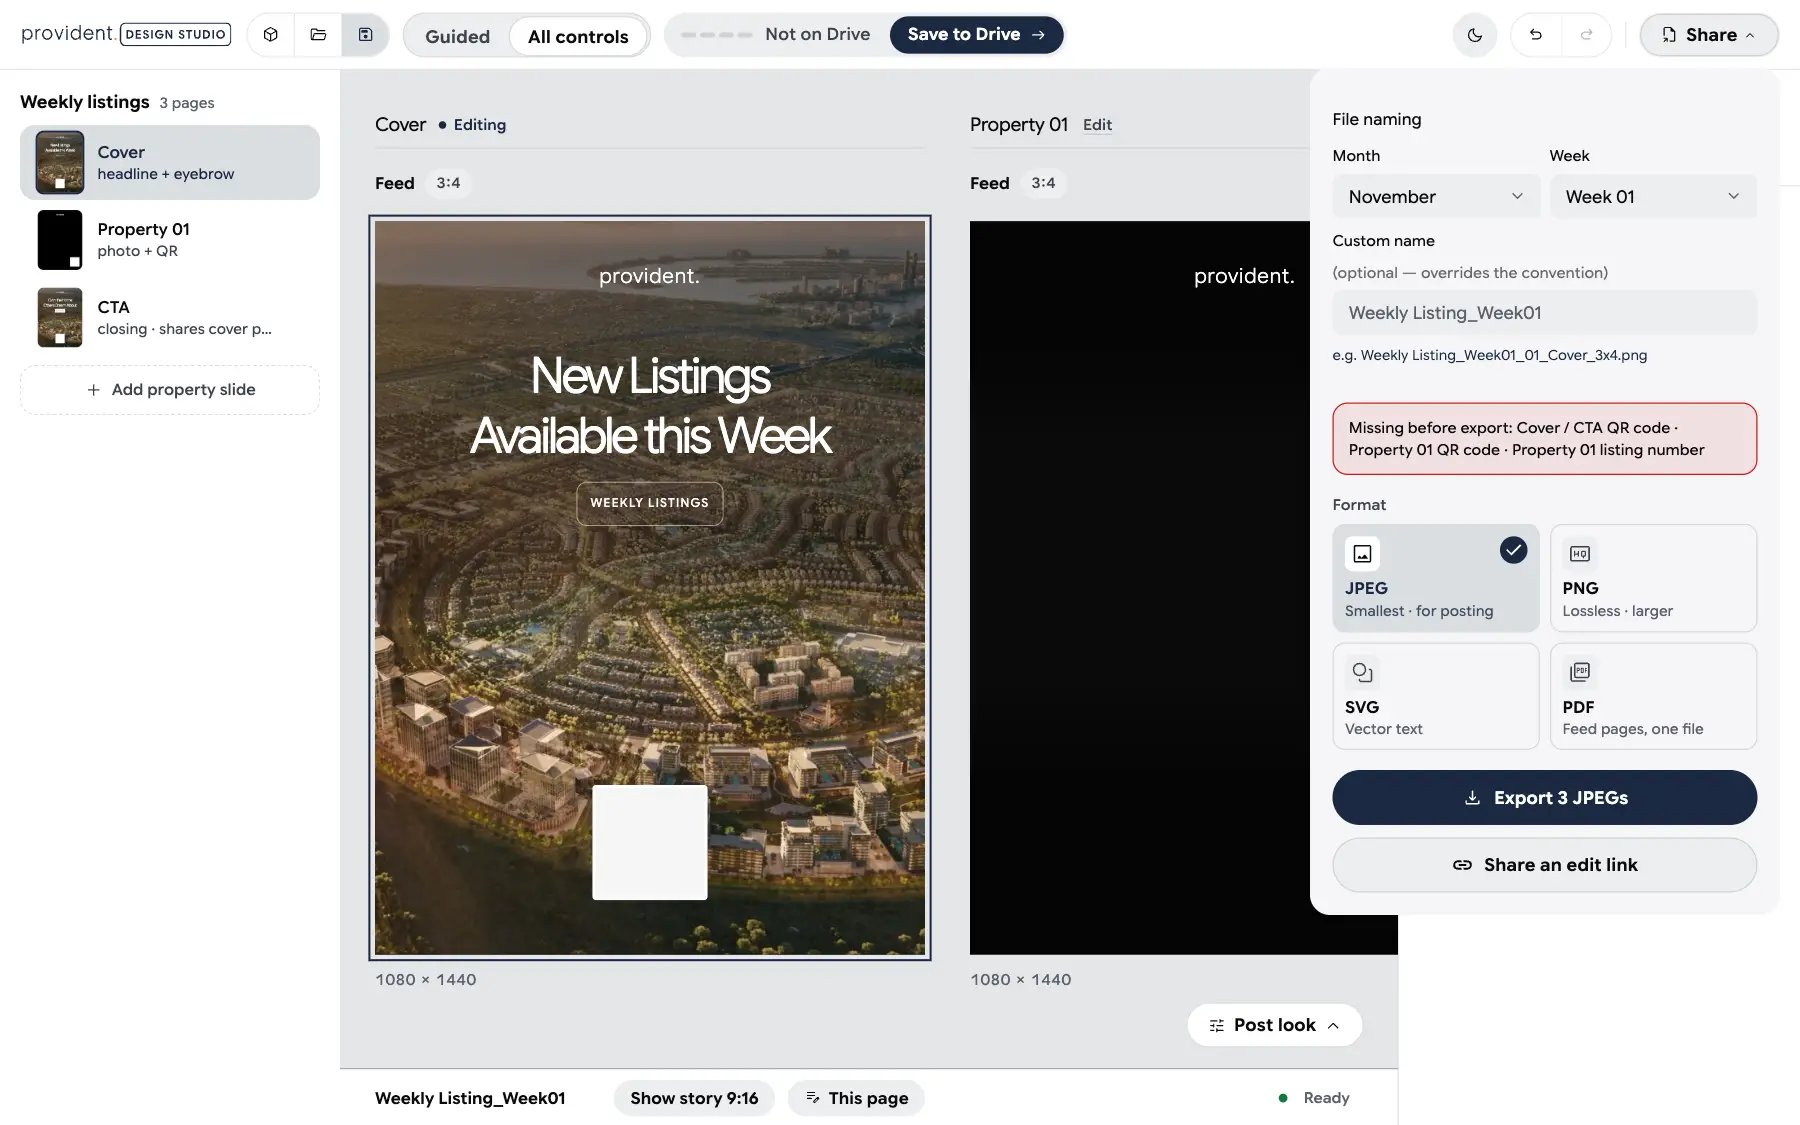 provident. DESIGN STUDIO
Guided
All controls
Not on Drive
Save to Drive →
Share
Weekly listings 3 pages
Cover
headline + eyebrow
Property 01
photo + QR
CTA
closing · shares cover p...
+ Add property slide
Cover • Editing
Feed 3:4
provident.
New Listings
Available this Week
WEEKLY LISTINGS
1080 × 1440
Property 01 Edit
Feed 3:4
provident.
1080 × 1440
Post look
Weekly Listing_Week01
Show story 9:16
This page
Ready
File naming
Month
Week
November
Week 01
Custom name
(optional — overrides the convention)
Weekly Listing_Week01
e.g. Weekly Listing_Week01_01_Cover_3x4.png
Missing before export: Cover / CTA QR code ·
Property 01 QR code · Property 01 listing number
Format
JPEG
Smallest · for posting
HQ
PNG
Lossless · larger
SVG
Vector text
PDF
PDF
Feed pages, one file
Export 3 JPEGs
Share an edit link